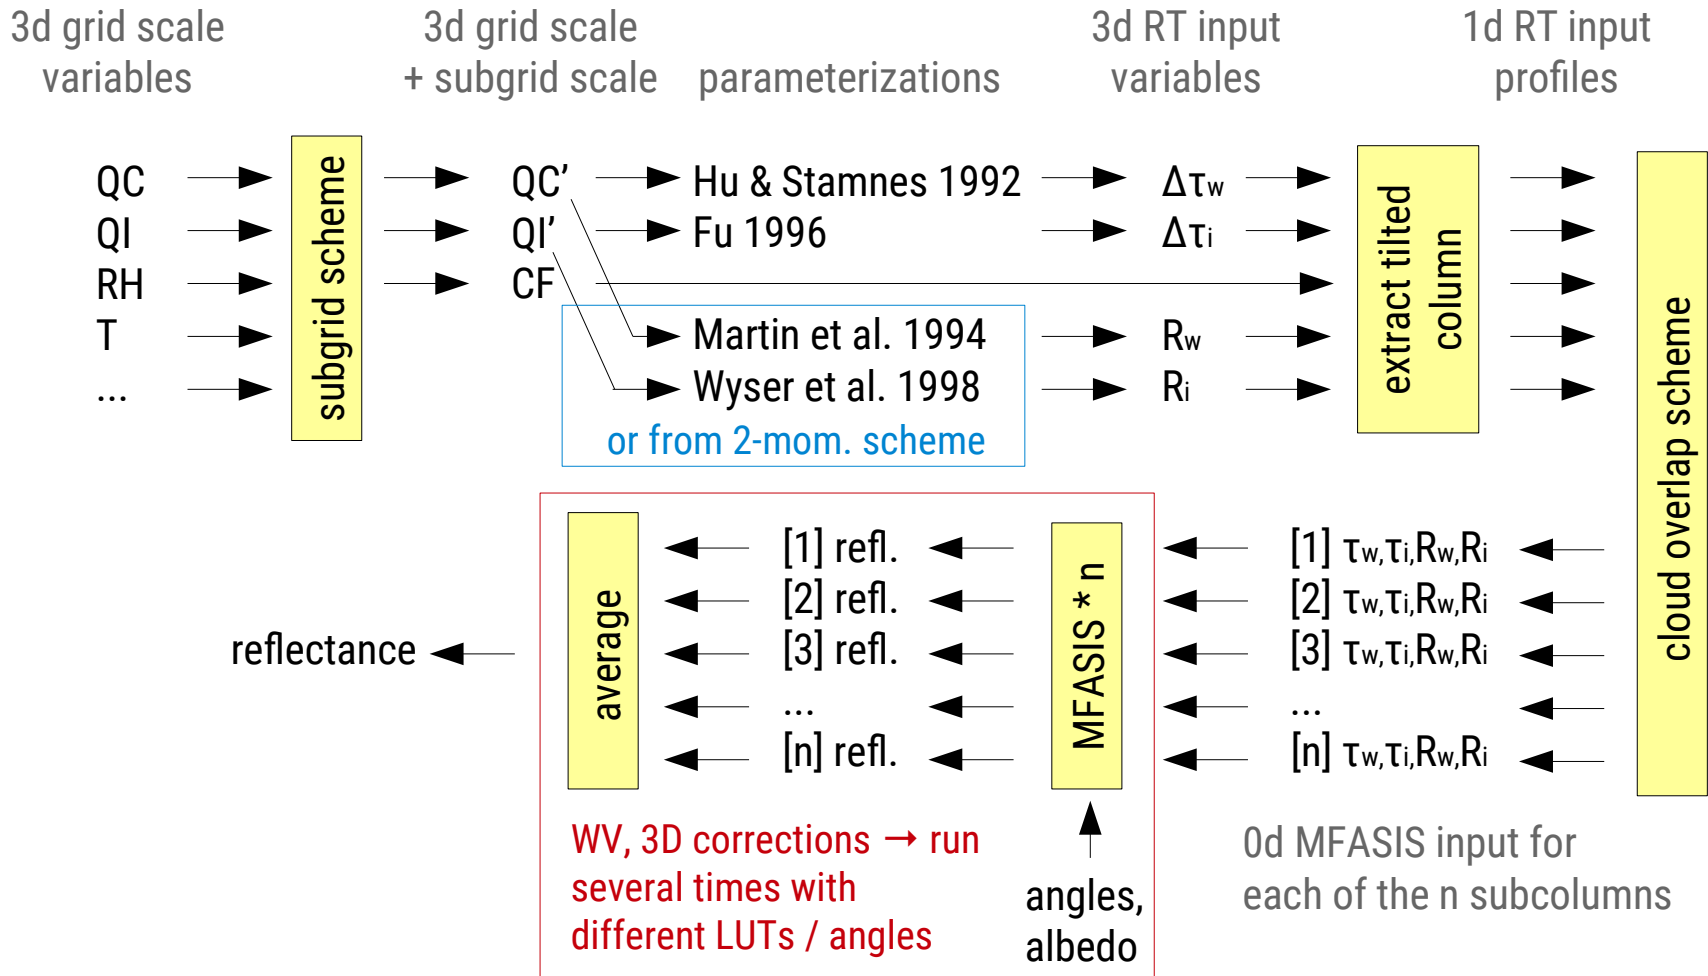 3d grid scale
variables
3d grid scale
+ subgrid scale
parameterizations
3d RT input
variables
1d RT input
profiles
QC
QI
RH
T
...
subgrid scheme
QC’
QI’
CF
Hu & Stamnes 1992
Fu 1996
Martin et al. 1994
Wyser et al. 1998
or from 2-mom. scheme
Δτw
Δτi
Rw
Ri
extract tilted
column
cloud overlap scheme
[1] τw,τi,Rw,Ri
[2] τw,τi,Rw,Ri
[3] τw,τi,Rw,Ri
...
[n] τw,τi,Rw,Ri
MFASIS * n
[1] refl.
[2] refl.
[3] refl.
...
[n] refl.
average
reflectance
WV, 3D corrections → run
several times with
different LUTs / angles
angles,
albedo
0d MFASIS input for
each of the n subcolumns